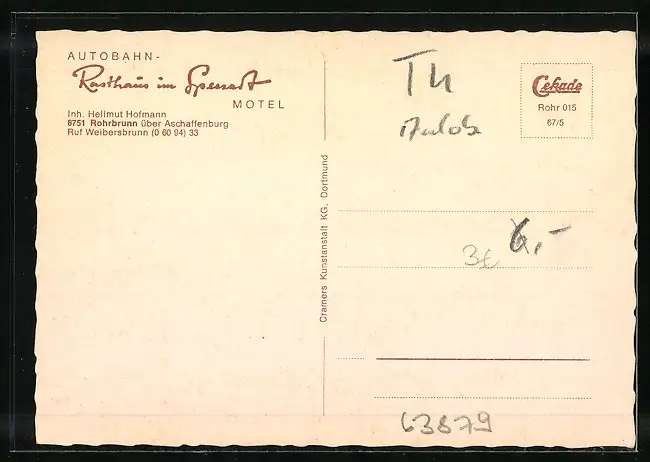 AUTOBAHN-
Rasthaus im Spessart
MOTEL
Inh. Hellmut Hofmann
8751 Rohrbrunn über Aschaffenburg
Ruf Weibersbrunn (0 60 94) 33
Cramers Kunstanstalt KG, Dortmund
Th
Cekade
Rohr 015
67/5
6,-
3€
63879